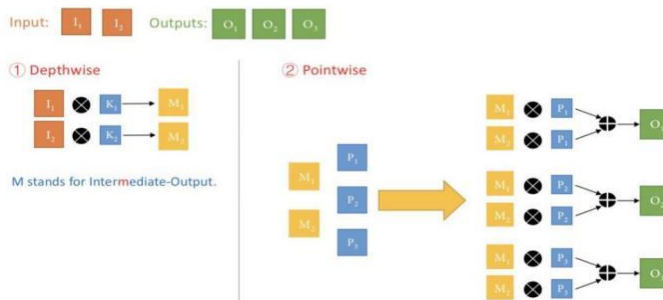 Input: I₁ I₂ Outputs: O₁ O₂ O₃
① Depthwise
I₁ K₁ M₁
I₂ K₂ M₂
M stands for Intermediate-Output.
② Pointwise
M₁ M₂
P₁ P₂ P₃
M₁ P₁
M₂ P₁
O₁
M₁ P₂
M₂ P₂
O₂
M₁ P₃
M₂ P₃
O₃